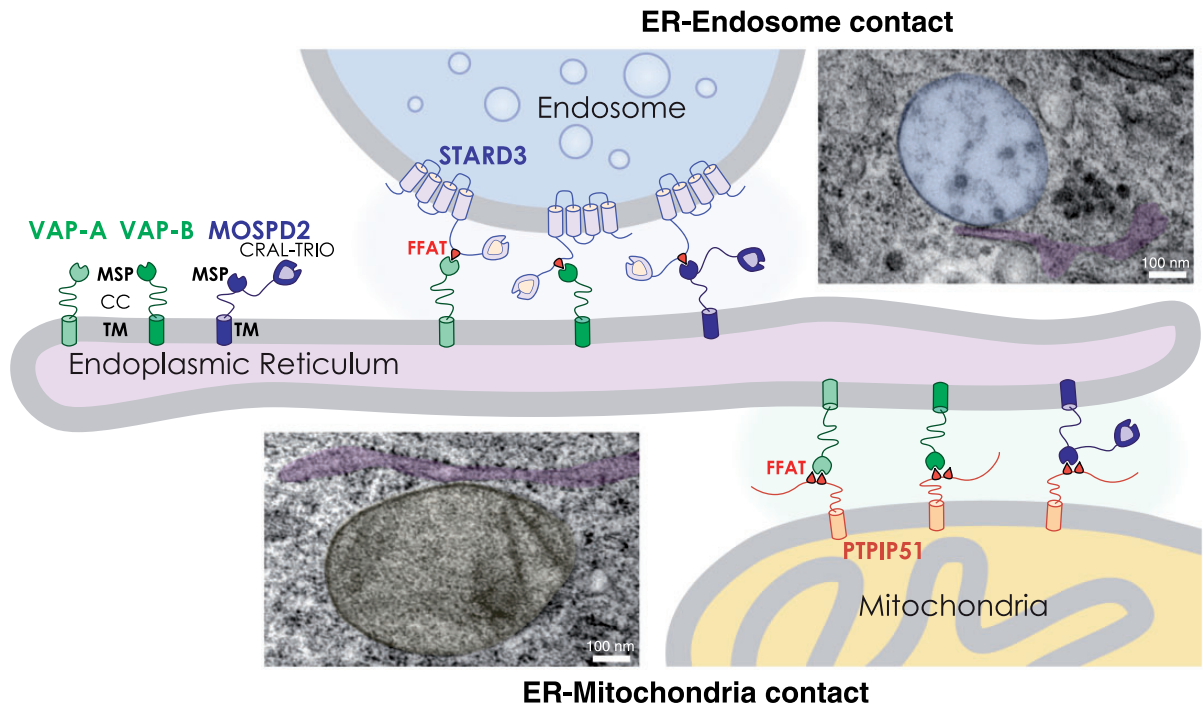 ER-Endosome contact
Endosome
STARD3
100 nm
VAP-A VAP-B MOSPD2
CRAL-TRIO
MSP MSP
CC
TM TM
FFAT
Endoplasmic Reticulum
FFAT
PTPIP51
Mitochondria
100 nm
ER-Mitochondria contact